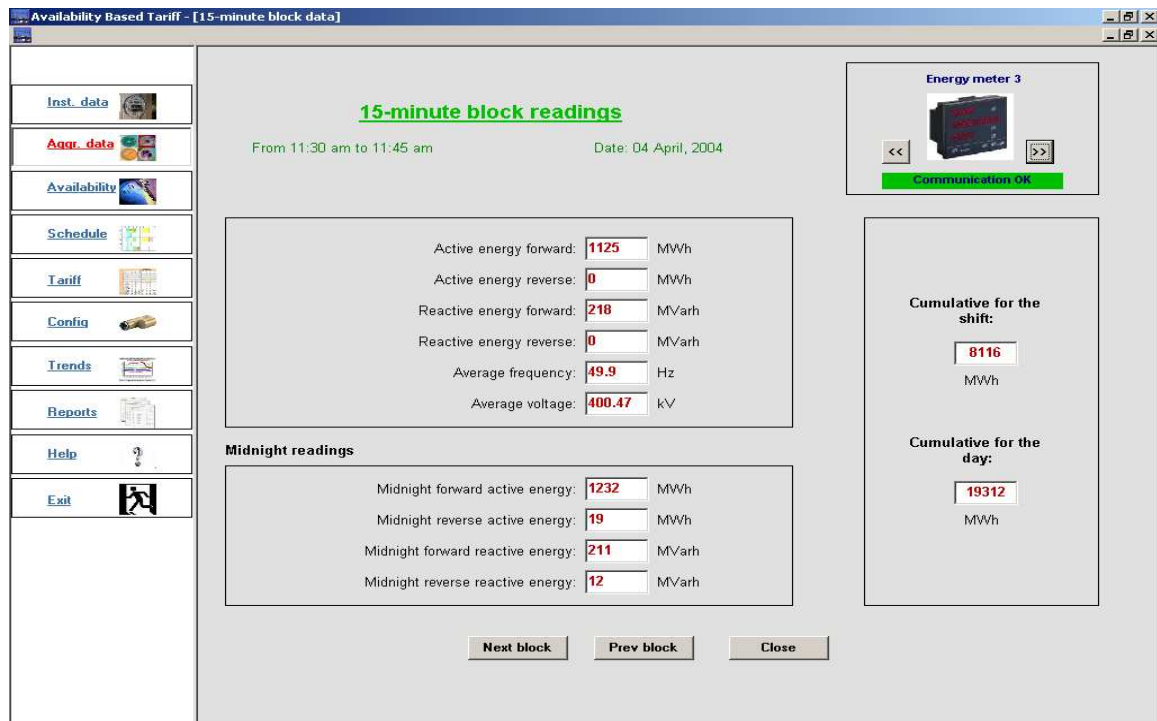 Availability Based Tariff - [15-minute block data]
Inst. data
Aggr. data
Availability
Schedule
Tariff
Config
Trends
Reports
Help
Exit
15-minute block readings
From 11:30 am to 11:45 am Date: 04 April, 2004
Energy meter 3
<< >>
Communication OK
Active energy forward: 1125 MWh
Active energy reverse: 0 MWh
Reactive energy forward: 218 MVarh
Reactive energy reverse: 0 MVarh
Average frequency: 49.9 Hz
Average voltage: 400.47 kV
Midnight readings
Midnight forward active energy: 1232 MWh
Midnight reverse active energy: 19 MWh
Midnight forward reactive energy: 211 MVarh
Midnight reverse reactive energy: 12 MVarh
Cumulative for the
shift:
8116
MWh
Cumulative for the
day:
19312
MWh
Next block Prev block Close